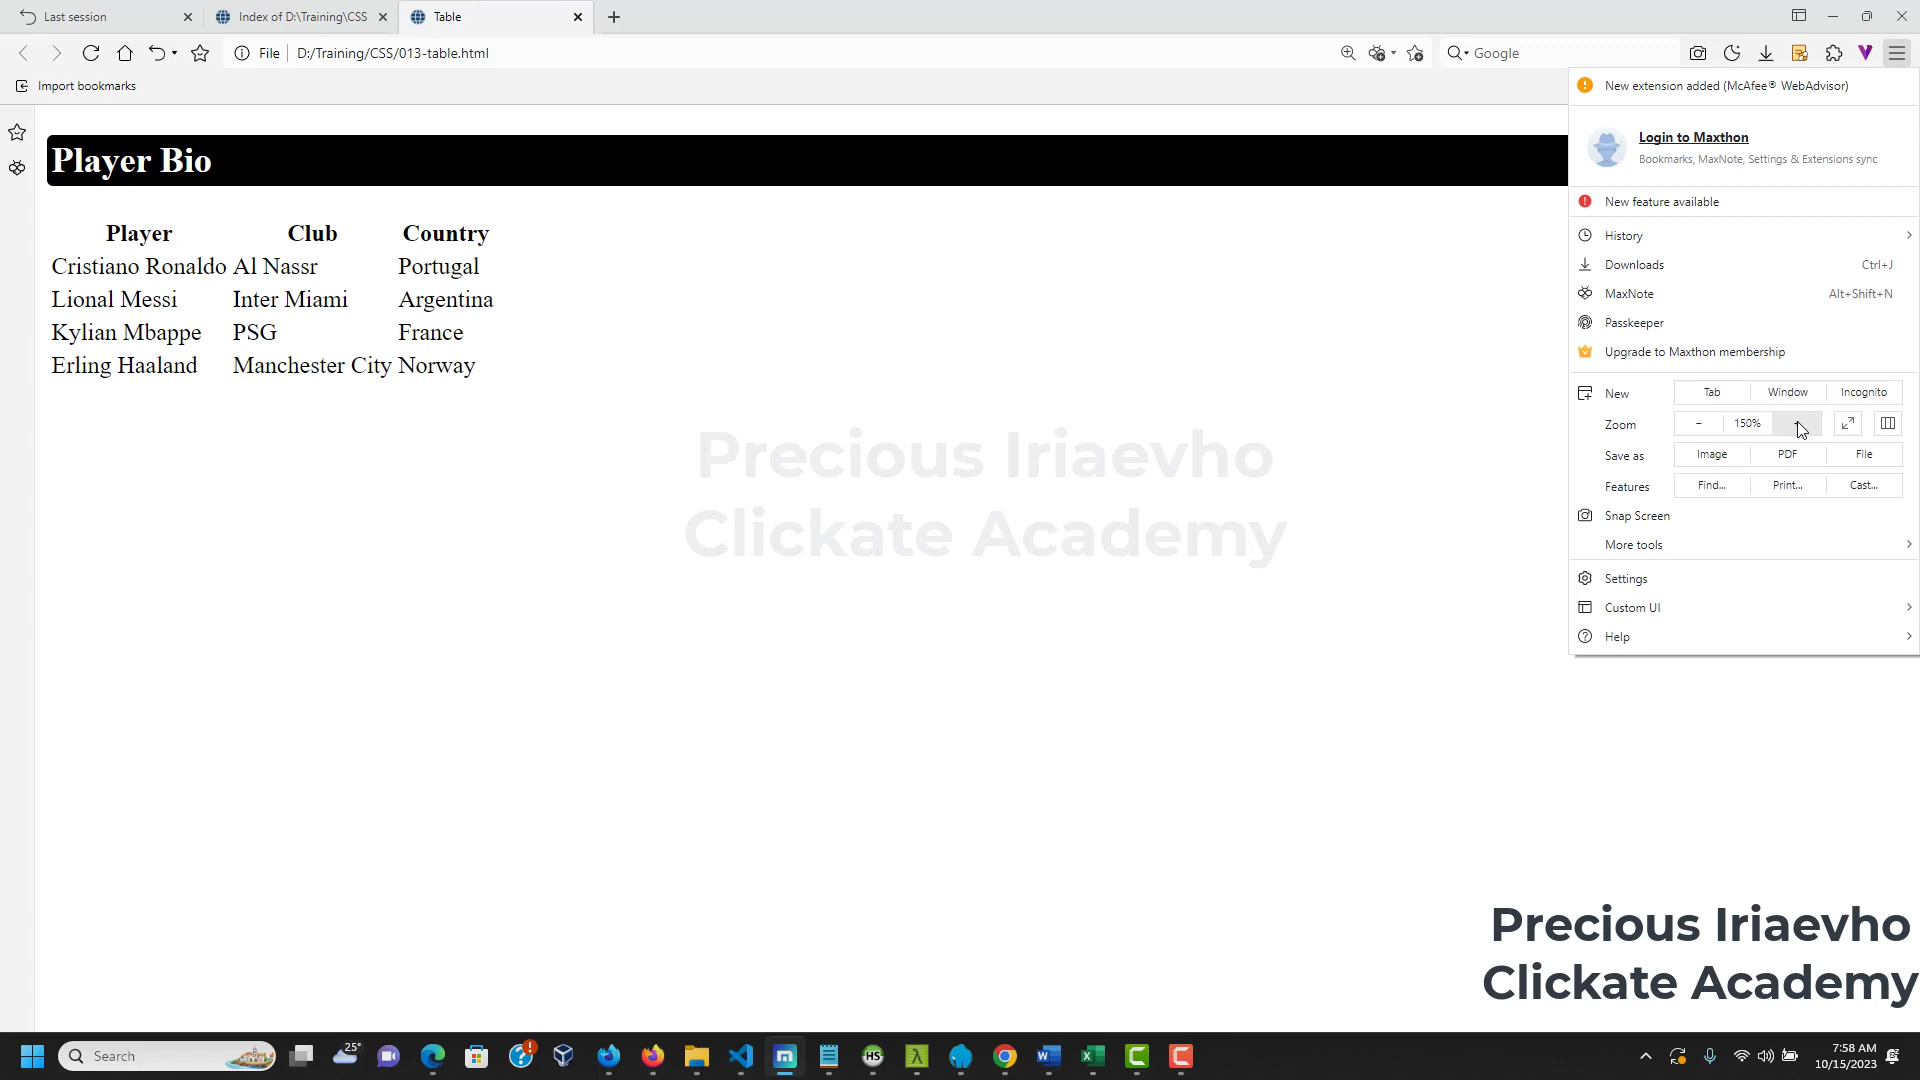 Last session
Index of D:\Training\CSS
Table
File
D:/Training/CSS/013-table.html
Google
Import bookmarks
New extension added (McAfee® WebAdvisor)
Login to Maxthon
Bookmarks, MaxNote, Settings & Extensions sync
New feature available
History
Downloads Ctrl+J
MaxNote Alt+Shift+N
Passkeeper
Upgrade to Maxthon membership
New Tab Window Incognito
Zoom − 150%
Save as Image PDF File
Features Find... Print... Cast...
Snap Screen
More tools
Settings
Custom UI
Help
Player Bio
Player Club Country
Cristiano Ronaldo Al Nassr Portugal
Lional Messi Inter Miami Argentina
Kylian Mbappe PSG France
Erling Haaland Manchester City Norway
Precious Iriaevho
Clickate Academy
Precious Iriaevho
Clickate Academy
Search
25°
HS
7:58 AM
10/15/2023